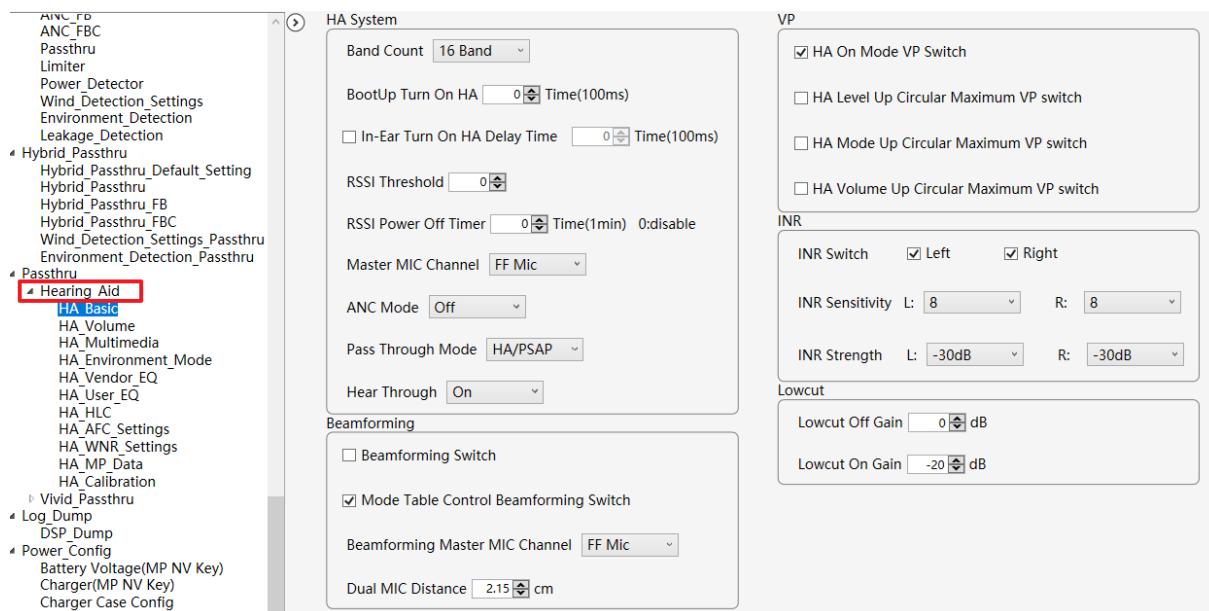 ANC_FB
ANC_FBC
Passthru
Limiter
Power_Detector
Wind_Detection_Settings
Environment_Detection
Leakage_Detection
Hybrid_Passthru
Hybrid_Passthru_Default_Setting
Hybrid_Passthru
Hybrid_Passthru_FB
Hybrid_Passthru_FBC
Wind_Detection_Settings_Passthru
Environment_Detection_Passthru
Passthru
Hearing_Aid
HA_Basic
HA_Volume
HA_Multimedia
HA_Environment_Mode
HA_Vendor_EQ
HA_User_EQ
HA_HLC
HA_AFC_Settings
HA_WNR_Settings
HA_MP_Data
HA_Calibration
Vivid_Passthru
Log_Dump
DSP_Dump
Power_Config
Battery Voltage(MP NV Key)
Charger(MP NV Key)
Charger Case Config
HA System
Band Count 16 Band
BootUp Turn On HA 0 Time(100ms)
In-Ear Turn On HA Delay Time 0 Time(100ms)
RSSI Threshold 0
RSSI Power Off Timer 0 Time(1min) 0:disable
Master MIC Channel FF Mic
ANC Mode Off
Pass Through Mode HA/PSAP
Hear Through On
Beamforming
Beamforming Switch
Mode Table Control Beamforming Switch
Beamforming Master MIC Channel FF Mic
Dual MIC Distance 2.15 cm
VP
HA On Mode VP Switch
HA Level Up Circular Maximum VP switch
HA Mode Up Circular Maximum VP switch
HA Volume Up Circular Maximum VP switch
INR
INR Switch Left Right
INR Sensitivity L: 8 R: 8
INR Strength L: -30dB R: -30dB
Lowcut
Lowcut Off Gain 0 dB
Lowcut On Gain -20 dB